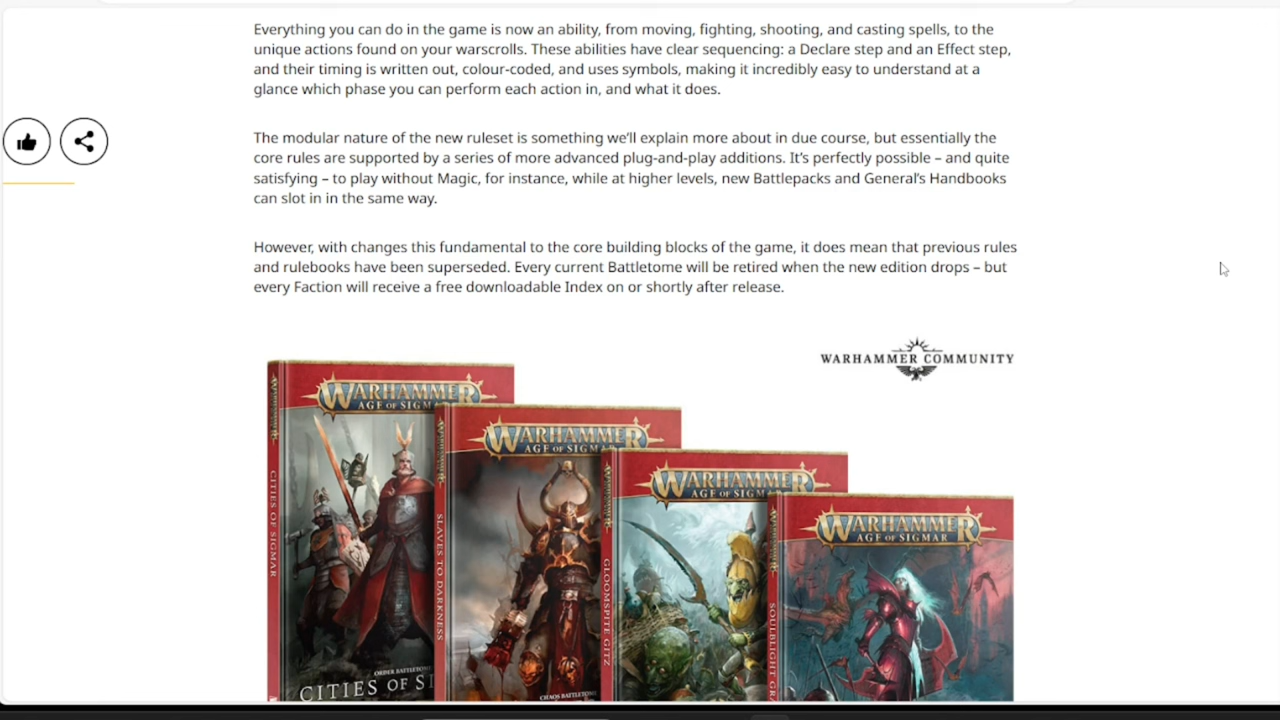 Everything you can do in the game is now an ability, from moving, fighting, shooting, and casting spells, to the
unique actions found on your warscrolls. These abilities have clear sequencing: a Declare step and an Effect step,
and their timing is written out, colour-coded, and uses symbols, making it incredibly easy to understand at a
glance which phase you can perform each action in, and what it does.
The modular nature of the new ruleset is something we'll explain more about in due course, but essentially the
core rules are supported by a series of more advanced plug-and-play additions. It's perfectly possible – and quite
satisfying – to play without Magic, for instance, while at higher levels, new Battlepacks and General's Handbooks
can slot in in the same way.
However, with changes this fundamental to the core building blocks of the game, it does mean that previous rules
and rulebooks have been superseded. Every current Battletome will be retired when the new edition drops – but
every Faction will receive a free downloadable Index on or shortly after release.
WARHAMMER COMMUNITY
WARHAMMER
AGE OF SIGMA
CITIES OF SIGMAR
ORDER BATTLETOME
CITIES OF SI
WARHAMMER
AGE OF SIGMAR
SLAVES TO DARKNESS
CHAOS BATTLETOME
WARHAMMER
AGE OF SIGMA
GLOOMSPITE GITZ
WARHAMMER
AGE OF SIGMAR
SOULBLIGHT GRA